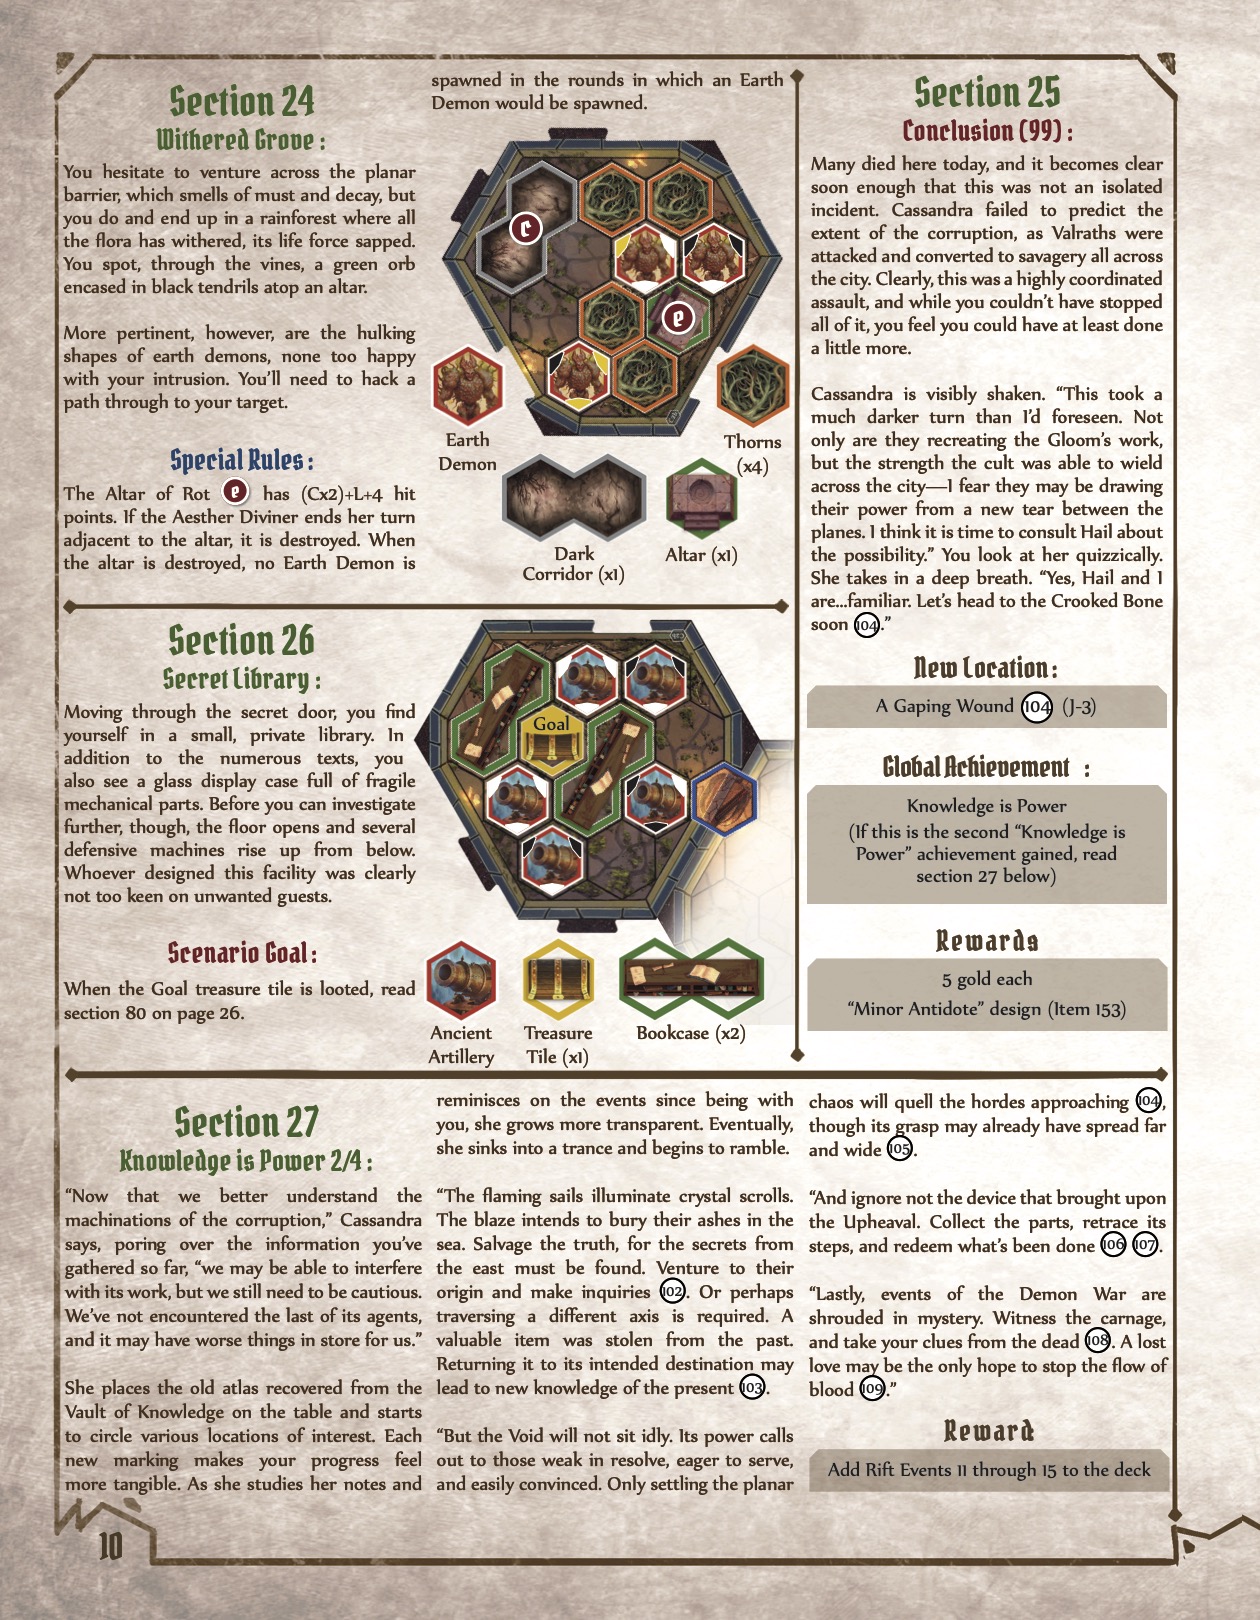 Section 24
Withered Grove :
You hesitate to venture across the planar
barrier, which smells of must and decay, but
you do and end up in a rainforest where all
the flora has withered, its life force sapped.
You spot, through the vines, a green orb
encased in black tendrils atop an altar.
More pertinent, however, are the hulking
shapes of earth demons, none too happy
with your intrusion. You'll need to hack a
path through to your target.
Special Rules :
The Altar of Rot e has (Cx2)+L+4 hit
points. If the Aesther Diviner ends her turn
adjacent to the altar, it is destroyed. When
the altar is destroyed, no Earth Demon is
spawned in the rounds in which an Earth
Demon would be spawned.
c
e
Earth
Demon
Thorns
(x4)
Dark
Corridor (x1)
Altar (x1)
Section 26
Secret Library :
Moving through the secret door, you find
yourself in a small, private library. In
addition to the numerous texts, you
also see a glass display case full of fragile
mechanical parts. Before you can investigate
further, though, the floor opens and several
defensive machines rise up from below.
Whoever designed this facility was clearly
not too keen on unwanted guests.
Scenario Goal :
When the Goal treasure tile is looted, read
section 80 on page 26.
Goal
Ancient
Artillery
Treasure
Tile (x1)
Bookcase (x2)
Section 25
Conclusion (99) :
Many died here today, and it becomes clear
soon enough that this was not an isolated
incident. Cassandra failed to predict the
extent of the corruption, as Valraths were
attacked and converted to savagery all across
the city. Clearly, this was a highly coordinated
assault, and while you couldn't have stopped
all of it, you feel you could have at least done
a little more.
Cassandra is visibly shaken. “This took a
much darker turn than I'd foreseen. Not
only are they recreating the Gloom's work,
but the strength the cult was able to wield
across the city—I fear they may be drawing
their power from a new tear between the
planes. I think it is time to consult Hail about
the possibility.” You look at her quizzically.
She takes in a deep breath. “Yes, Hail and I
are...familiar. Let's head to the Crooked Bone
soon 104.”
New Location :
A Gaping Wound 104 (J-3)
Global Achievement :
Knowledge is Power
(If this is the second “Knowledge is
Power” achievement gained, read
section 27 below)
Rewards
5 gold each
“Minor Antidote” design (Item 153)
Section 27
Knowledge is Power 2/4 :
“Now that we better understand the
machinations of the corruption,” Cassandra
says, poring over the information you've
gathered so far, “we may be able to interfere
with its work, but we still need to be cautious.
We've not encountered the last of its agents,
and it may have worse things in store for us.”
She places the old atlas recovered from the
Vault of Knowledge on the table and starts
to circle various locations of interest. Each
new marking makes your progress feel
more tangible. As she studies her notes and
reminisces on the events since being with
you, she grows more transparent. Eventually,
she sinks into a trance and begins to ramble.
“The flaming sails illuminate crystal scrolls.
The blaze intends to bury their ashes in the
sea. Salvage the truth, for the secrets from
the east must be found. Venture to their
origin and make inquiries 102. Or perhaps
traversing a different axis is required. A
valuable item was stolen from the past.
Returning it to its intended destination may
lead to new knowledge of the present 103.
“But the Void will not sit idly. Its power calls
out to those weak in resolve, eager to serve,
and easily convinced. Only settling the planar
chaos will quell the hordes approaching 104,
though its grasp may already have spread far
and wide 105.
“And ignore not the device that brought upon
the Upheaval. Collect the parts, retrace its
steps, and redeem what's been done 106 107.
“Lastly, events of the Demon War are
shrouded in mystery. Witness the carnage,
and take your clues from the dead 108. A lost
love may be the only hope to stop the flow of
blood 109.”
Reward
Add Rift Events 11 through 15 to the deck
10